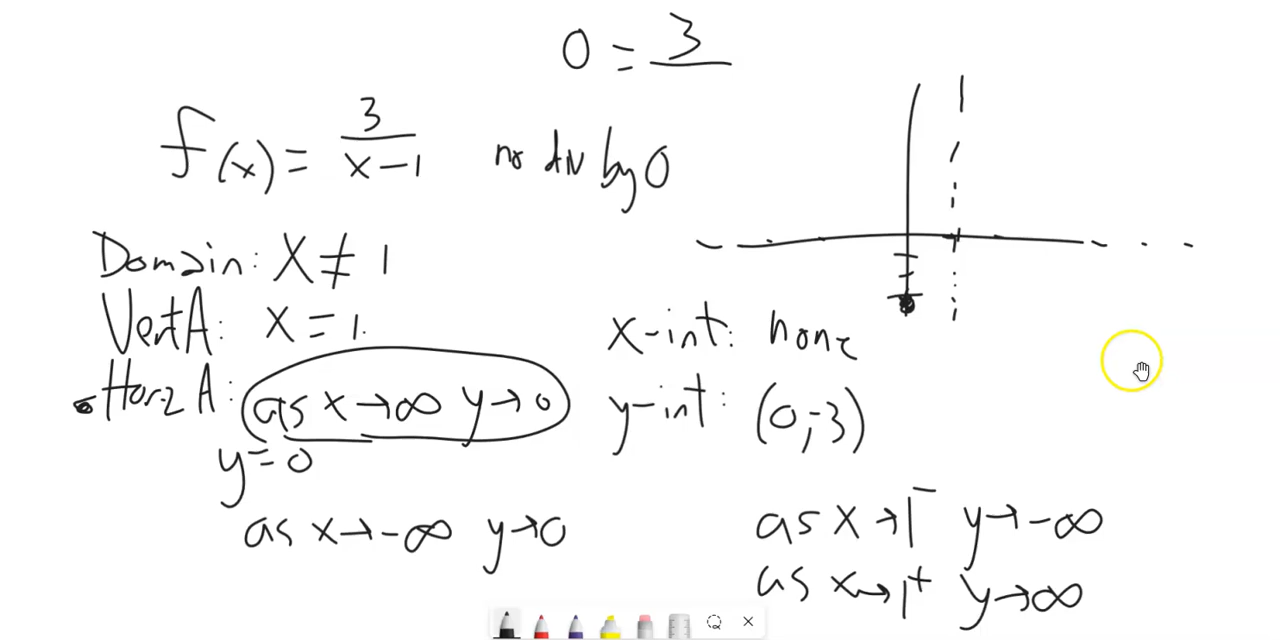 0 = 3
f(x) = 3/(x-1) no div by 0
Domain: X ≠ 1
VertA: x = 1
HorzA: as x→∞ y→0
y=0
as x→-∞ y→0
x-int: none
y-int: (0,-3)
as x→1⁻ y→-∞
as x→1⁺ y→∞